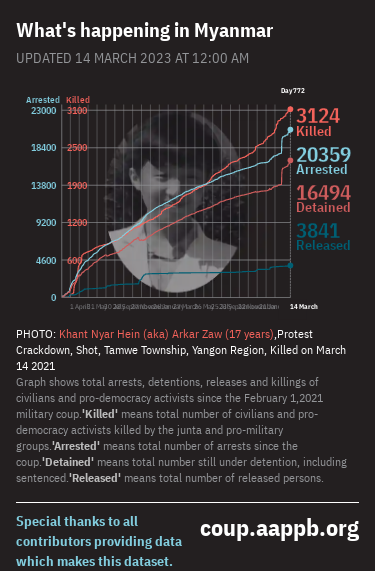 What's happening in Myanmar
UPDATED 14 MARCH 2023 AT 12:00 AM
Day772
Arrested Killed
23000 3100
18400 2500
13800 1900
9200 1200
4600 600
0
3124
Killed
20359
Arrested
16494
Detained
3841
Released
14 March
PHOTO: Khant Nyar Hein (aka) Arkar Zaw (17 years),Protest
Crackdown, Shot, Tamwe Township, Yangon Region, Killed on March
14 2021
Graph shows total arrests, detentions, releases and killings of
civilians and pro-democracy activists since the February 1,2021
military coup.'Killed' means total number of civilians and pro-
democracy activists killed by the junta and pro-military
groups.'Arrested' means total number of arrests since the
coup.'Detained' means total number still under detention, including
sentenced.'Released' means total number of released persons.
Special thanks to all
contributors providing data
which makes this dataset.
coup.aappb.org